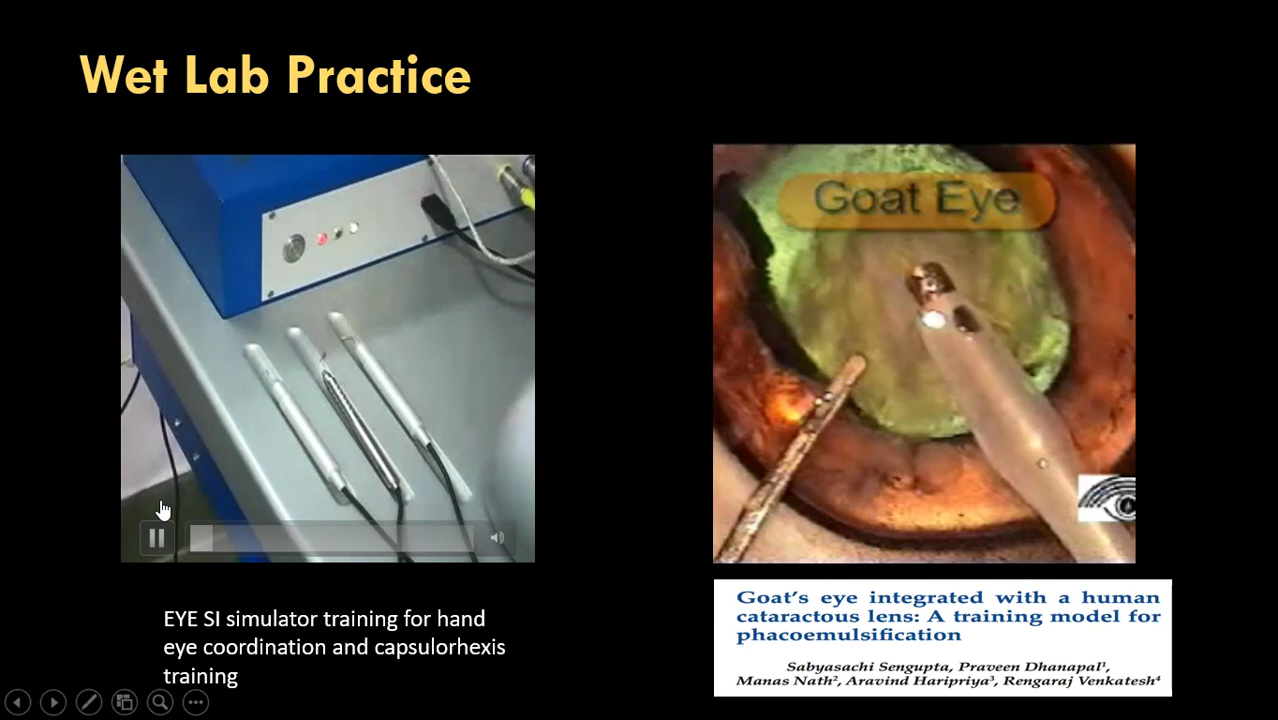 Wet Lab Practice
Goat Eye
EYE SI simulator training for hand
eye coordination and capsulorhexis
training
Goat's eye integrated with a human
cataractous lens: A training model for
phacoemulsification
Sabyasachi Sengupta, Praveen Dhanapal¹,
Manas Nath², Aravind Haripriya³, Rengaraj Venkatesh⁴